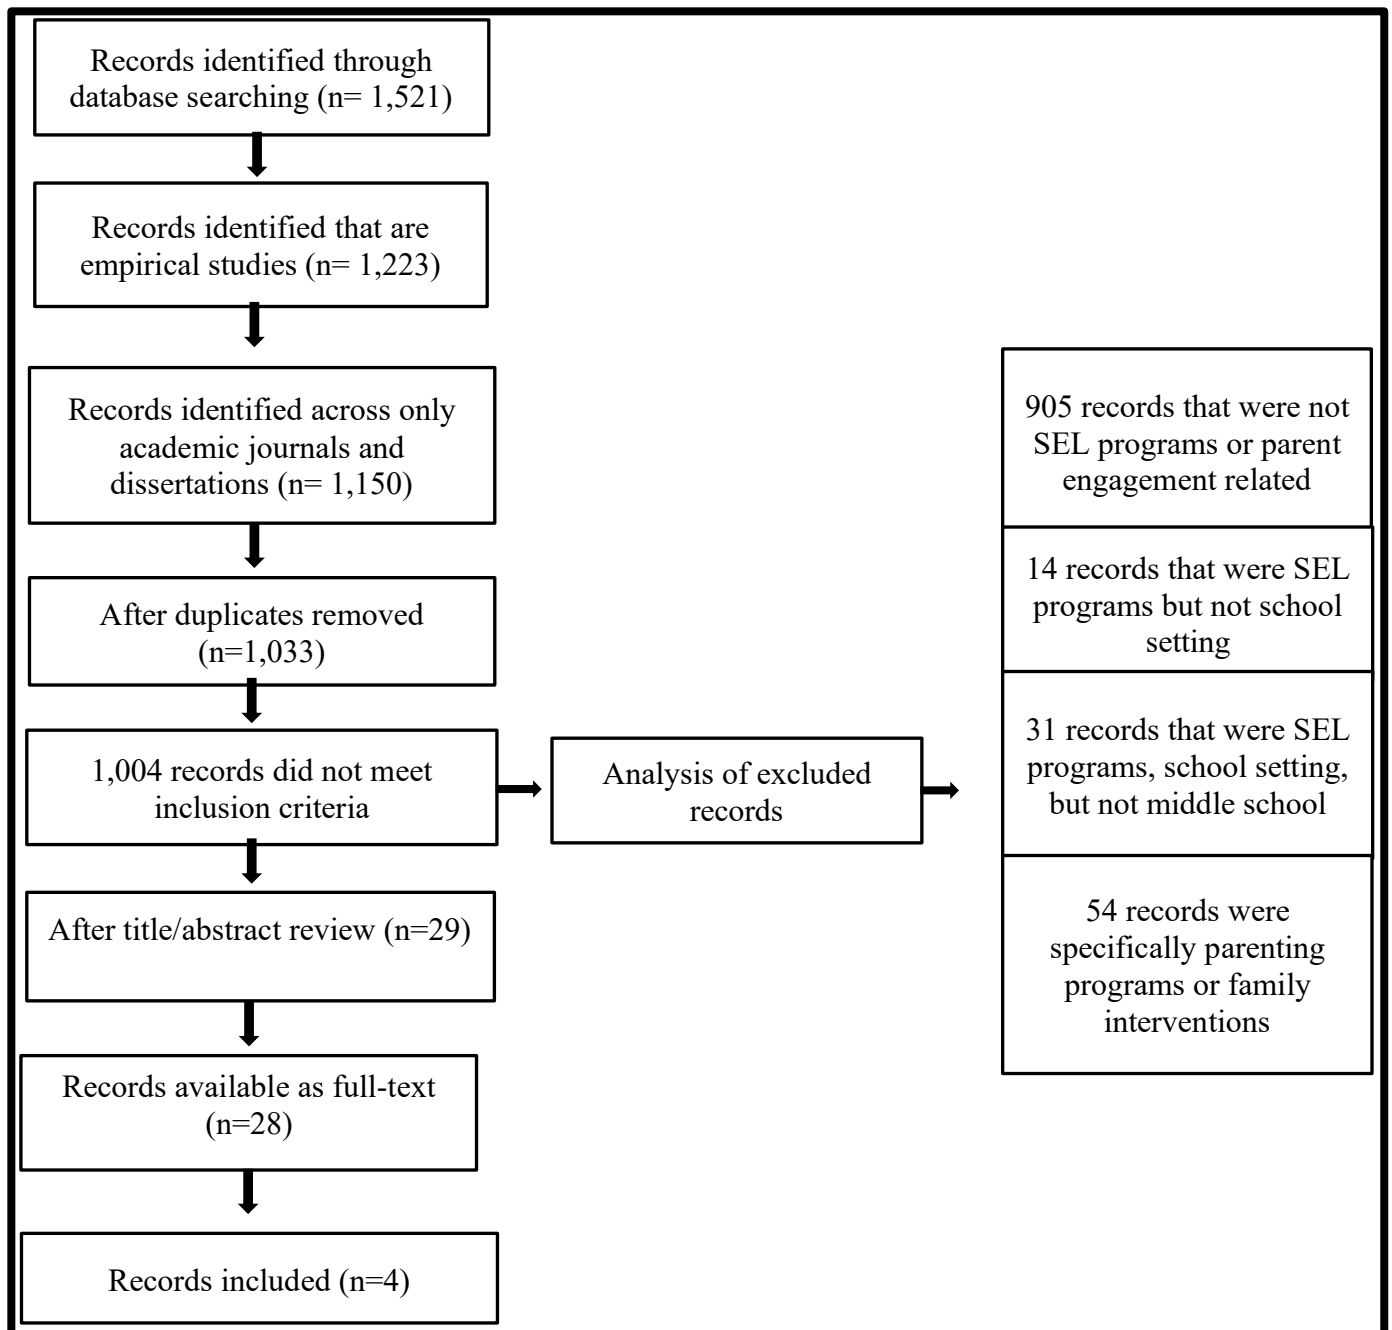 Records identified through
database searching (n= 1,521)
Records identified that are
empirical studies (n= 1,223)
Records identified across only
academic journals and
dissertations (n= 1,150)
After duplicates removed
(n=1,033)
1,004 records did not meet
inclusion criteria
After title/abstract review (n=29)
Records available as full-text
(n=28)
Records included (n=4)
Analysis of excluded
records
905 records that were not
SEL programs or parent
engagement related
14 records that were SEL
programs but not school
setting
31 records that were SEL
programs, school setting,
but not middle school
54 records were
specifically parenting
programs or family
interventions